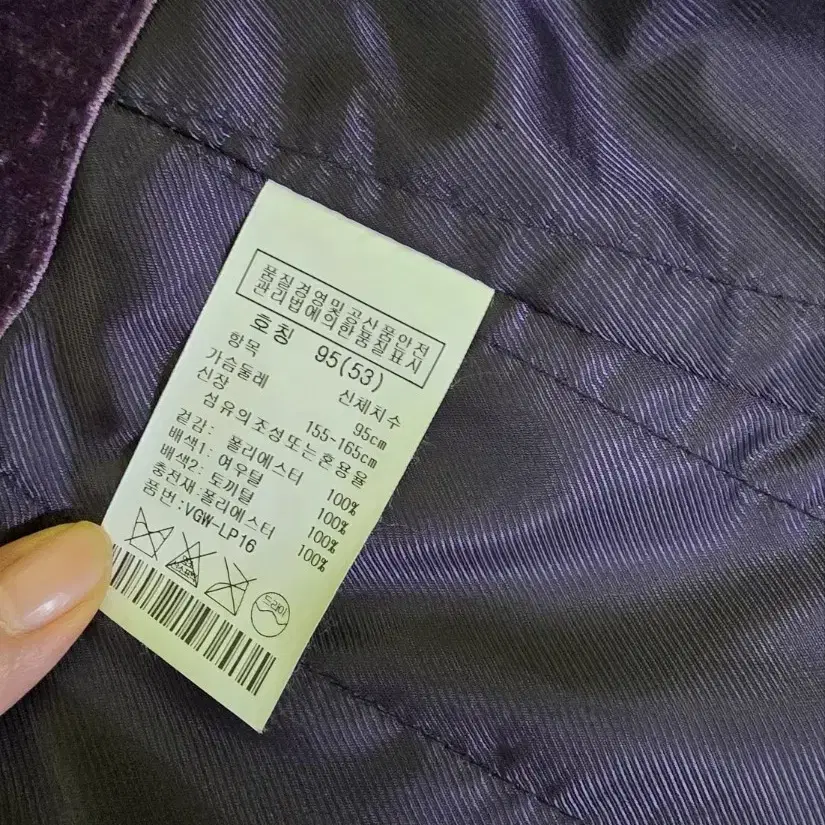 품질경영및공산품안전
관리법에의한품질표시
호칭 95(53)
항목 신체치수
가슴둘레 95cm
신장 155-165cm
섬유의조성또는혼용율
겉감: 폴리에스터 100%
배색1: 여우털 100%
배색2: 토끼털 100%
충전재:폴리에스터 100%
품번:VGW-LP16
드라이